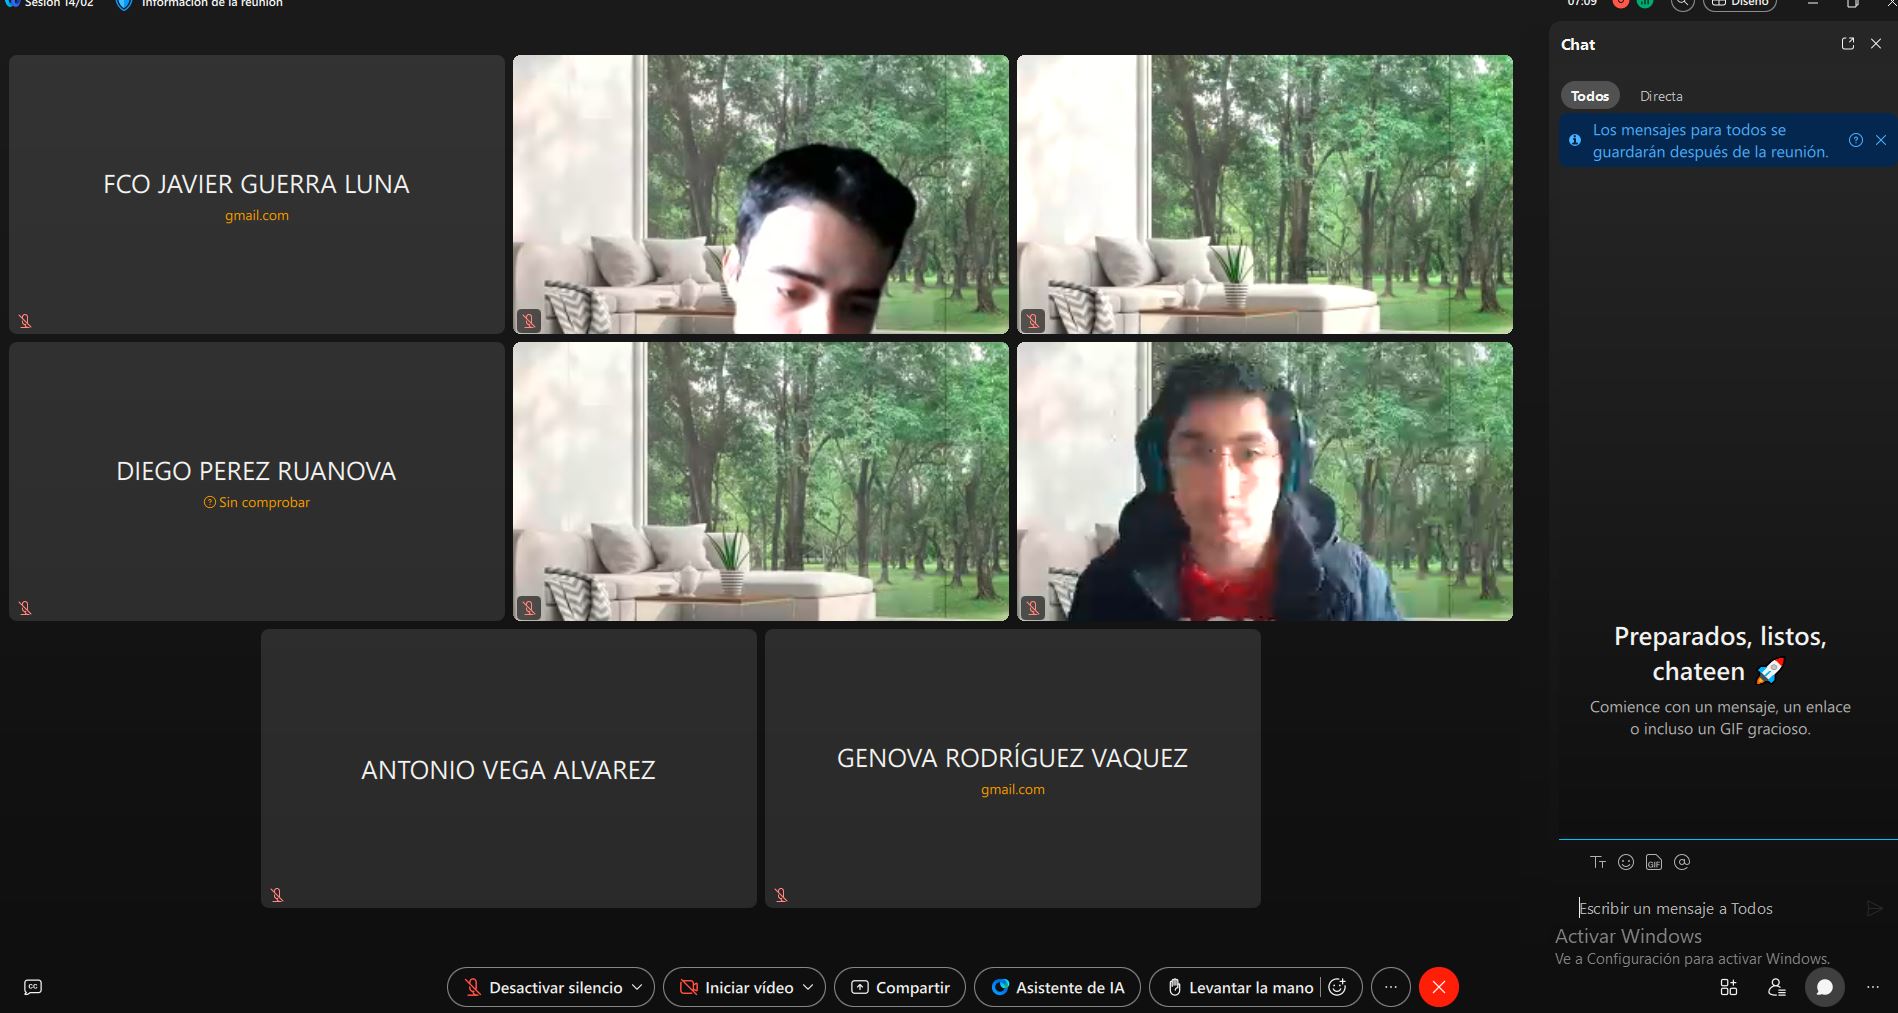 Sesión 14/02
Información de la reunión
07:09
Diseño
Chat
Todos
Directa
Los mensajes para todos se
guardarán después de la reunión.
FCO JAVIER GUERRA LUNA
gmail.com
DIEGO PEREZ RUANOVA
Sin comprobar
ANTONIO VEGA ALVAREZ
GENOVA RODRÍGUEZ VAQUEZ
gmail.com
Preparados, listos,
chateen 🚀
Comience con un mensaje, un enlace
o incluso un GIF gracioso.
Tt
GIF
@
Escribir un mensaje a Todos
Activar Windows
Ve a Configuración para activar Windows.
CC
Desactivar silencio
Iniciar vídeo
Compartir
Asistente de IA
Levantar la mano